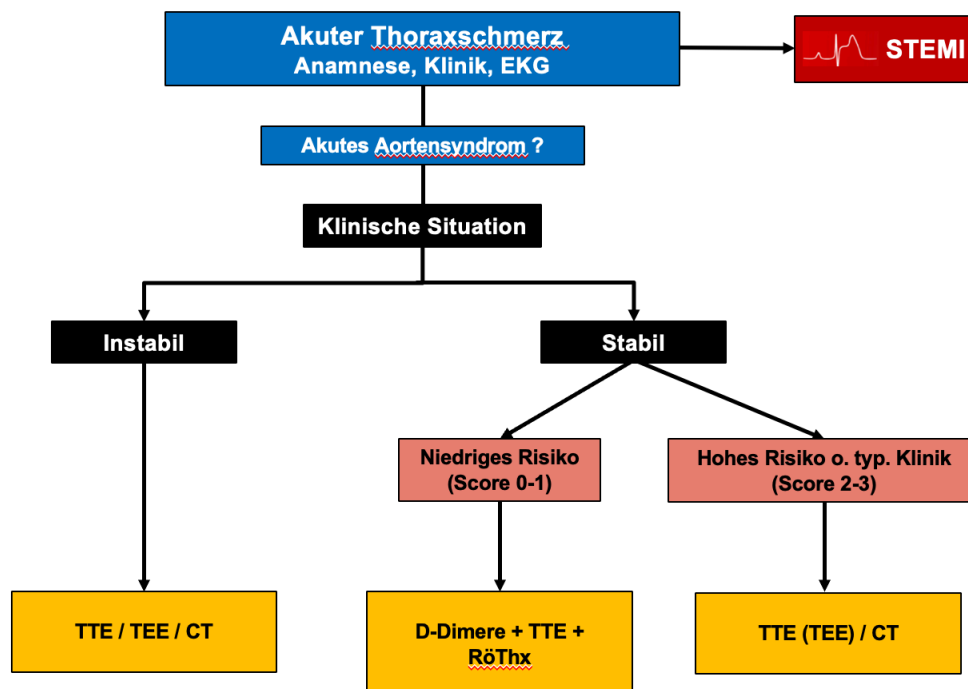 Akuter Thoraxschmerz
Anamnese, Klinik, EKG
STEMI
Akutes Aortensyndrom ?
Klinische Situation
Instabil
Stabil
Niedriges Risiko
(Score 0-1)
Hohes Risiko o. typ. Klinik
(Score 2-3)
TTE / TEE / CT
D-Dimere + TTE +
RöThx
TTE (TEE) / CT